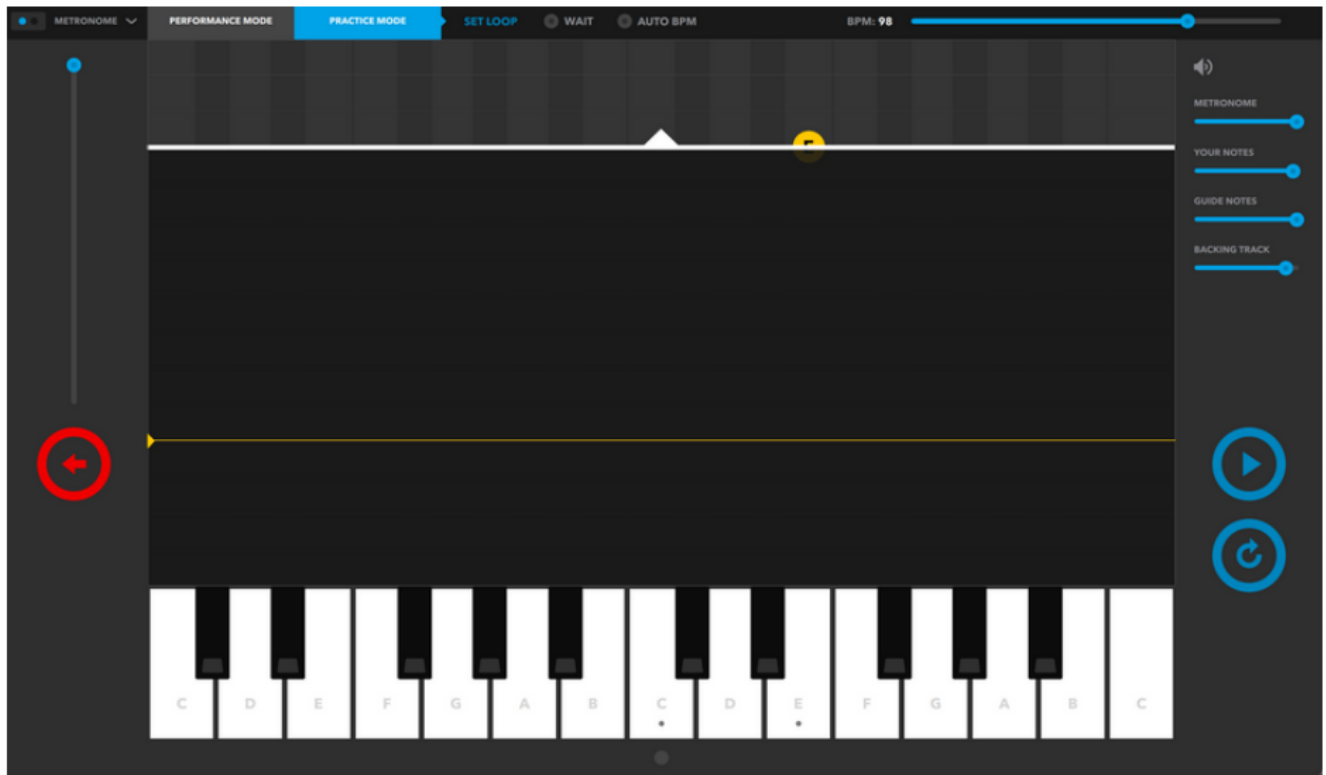 METRONOME PERFORMANCE MODE PRACTICE MODE SET LOOP WAIT AUTO BPM BPM: 98
METRONOME
YOUR NOTES
GUIDE NOTES
BACKING TRACK
C D E F G A B C D E F G A B C